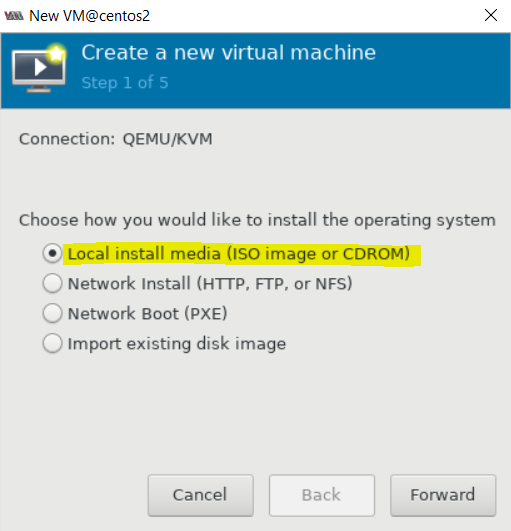 New VM@centos2
Create a new virtual machine
Step 1 of 5
Connection: QEMU/KVM
Choose how you would like to install the operating system
Local install media (ISO image or CDROM)
Network Install (HTTP, FTP, or NFS)
Network Boot (PXE)
Import existing disk image
Cancel Back Forward